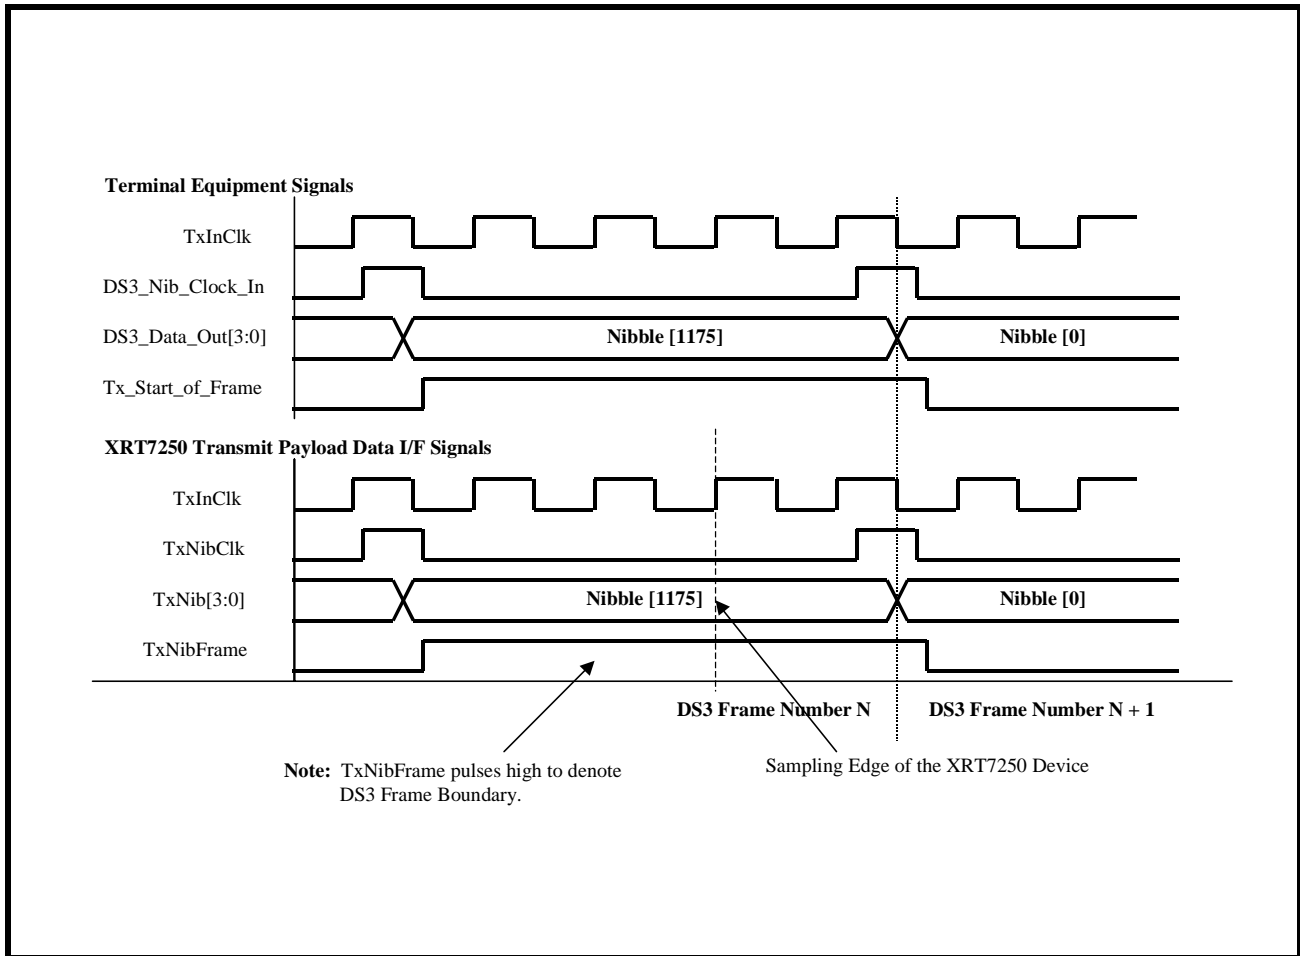 Terminal Equipment Signals
TxInClk
DS3_Nib_Clock_In
DS3_Data_Out[3:0]
Nibble [1175]
Nibble [0]
Tx_Start_of_Frame
XRT7250 Transmit Payload Data I/F Signals
TxInClk
TxNibClk
TxNib[3:0]
Nibble [1175]
Nibble [0]
TxNibFrame
DS3 Frame Number N
DS3 Frame Number N + 1
Note: TxNibFrame pulses high to denote
DS3 Frame Boundary.
Sampling Edge of the XRT7250 Device